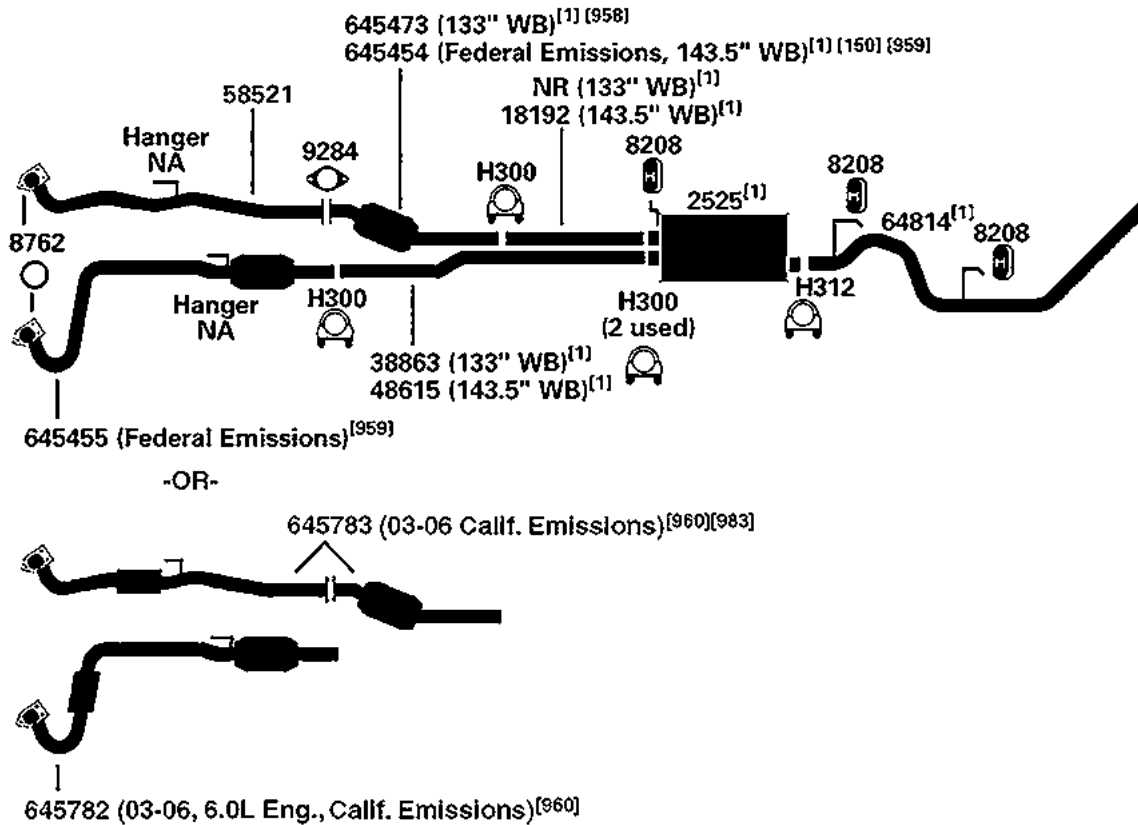 645473 (133" WB)[1] [958]
645454 (Federal Emissions, 143.5" WB)[1] [150] [959]
NR (133" WB)[1]
18192 (143.5" WB)[1]
58521
Hanger
NA
9284
H300
8208
2525[1]
8208
64814[1]
8208
8762
Hanger
NA
H300
H300
(2 used)
H312
38863 (133" WB)[1]
48615 (143.5" WB)[1]
645455 (Federal Emissions)[959]
-OR-
645783 (03-06 Calif. Emissions)[960][983]
645782 (03-06, 6.0L Eng., Calif. Emissions)[960]